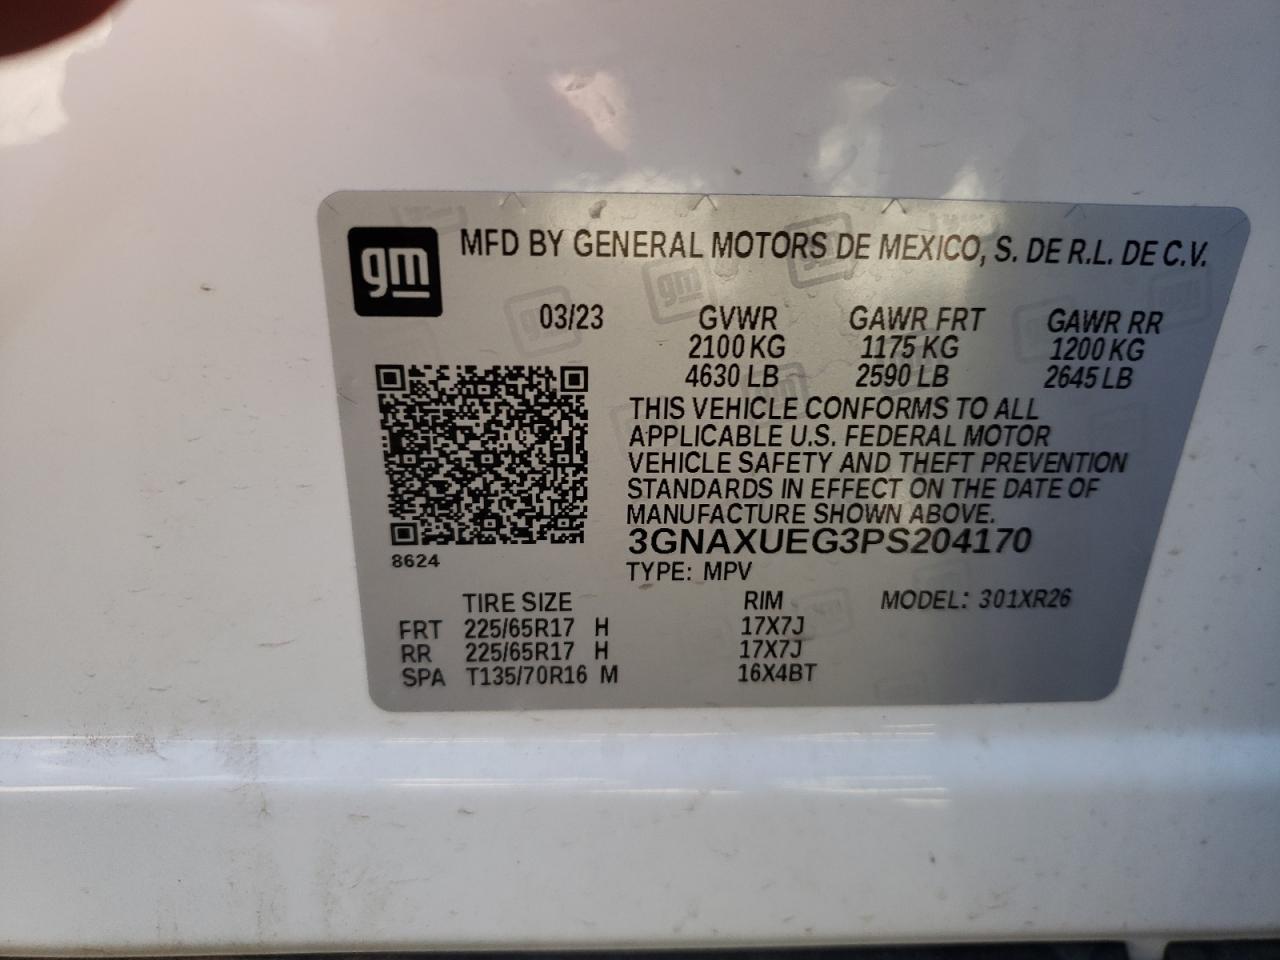 gm
MFD BY GENERAL MOTORS DE MEXICO, S. DE R.L. DE C.V.
03/23 GVWR GAWR FRT GAWR RR
2100 KG 1175 KG 1200 KG
4630 LB 2590 LB 2645 LB
THIS VEHICLE CONFORMS TO ALL
APPLICABLE U.S. FEDERAL MOTOR
VEHICLE SAFETY AND THEFT PREVENTION
STANDARDS IN EFFECT ON THE DATE OF
MANUFACTURE SHOWN ABOVE.
3GNAXUEG3PS204170
8624
TYPE: MPV
TIRE SIZE RIM MODEL: 301XR26
FRT 225/65R17 H 17X7J
RR 225/65R17 H 17X7J
SPA T135/70R16 M 16X4BT